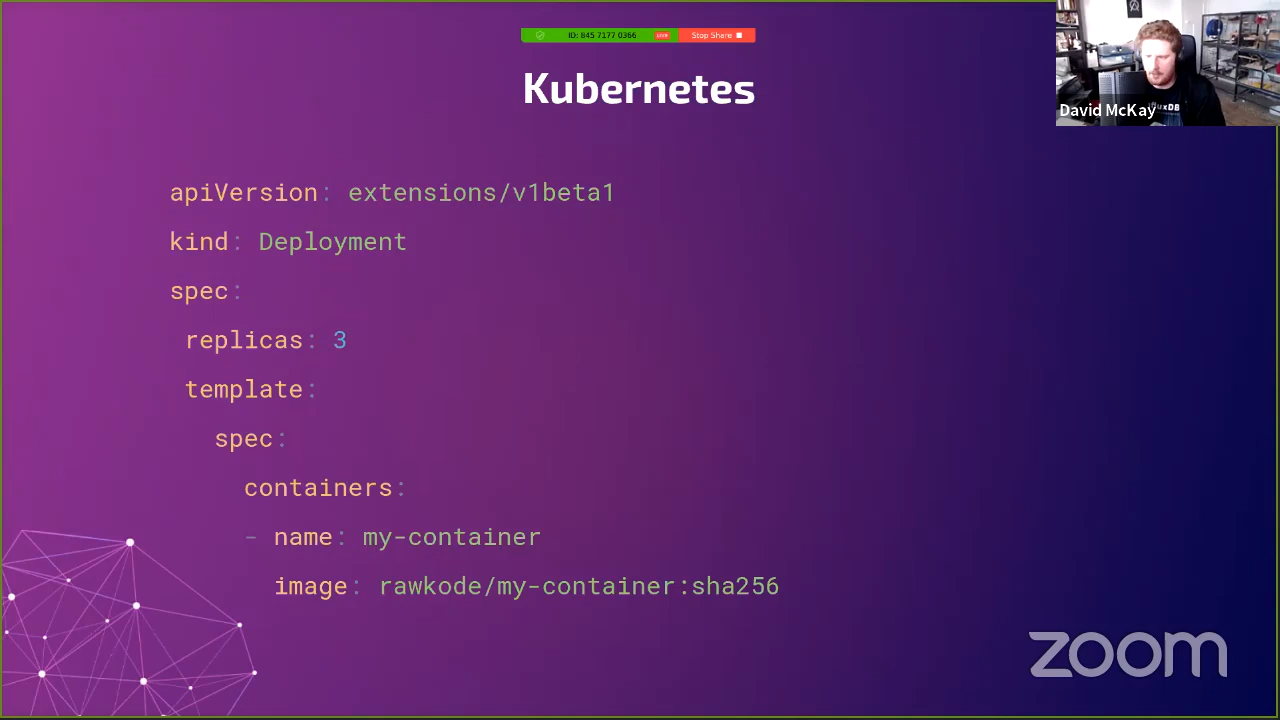 ID: 845 7177 0366 LIVE Stop Share
Kubernetes
David McKay
apiVersion: extensions/v1beta1
kind: Deployment
spec:
replicas: 3
template:
spec:
containers:
- name: my-container
image: rawkode/my-container:sha256
zoom